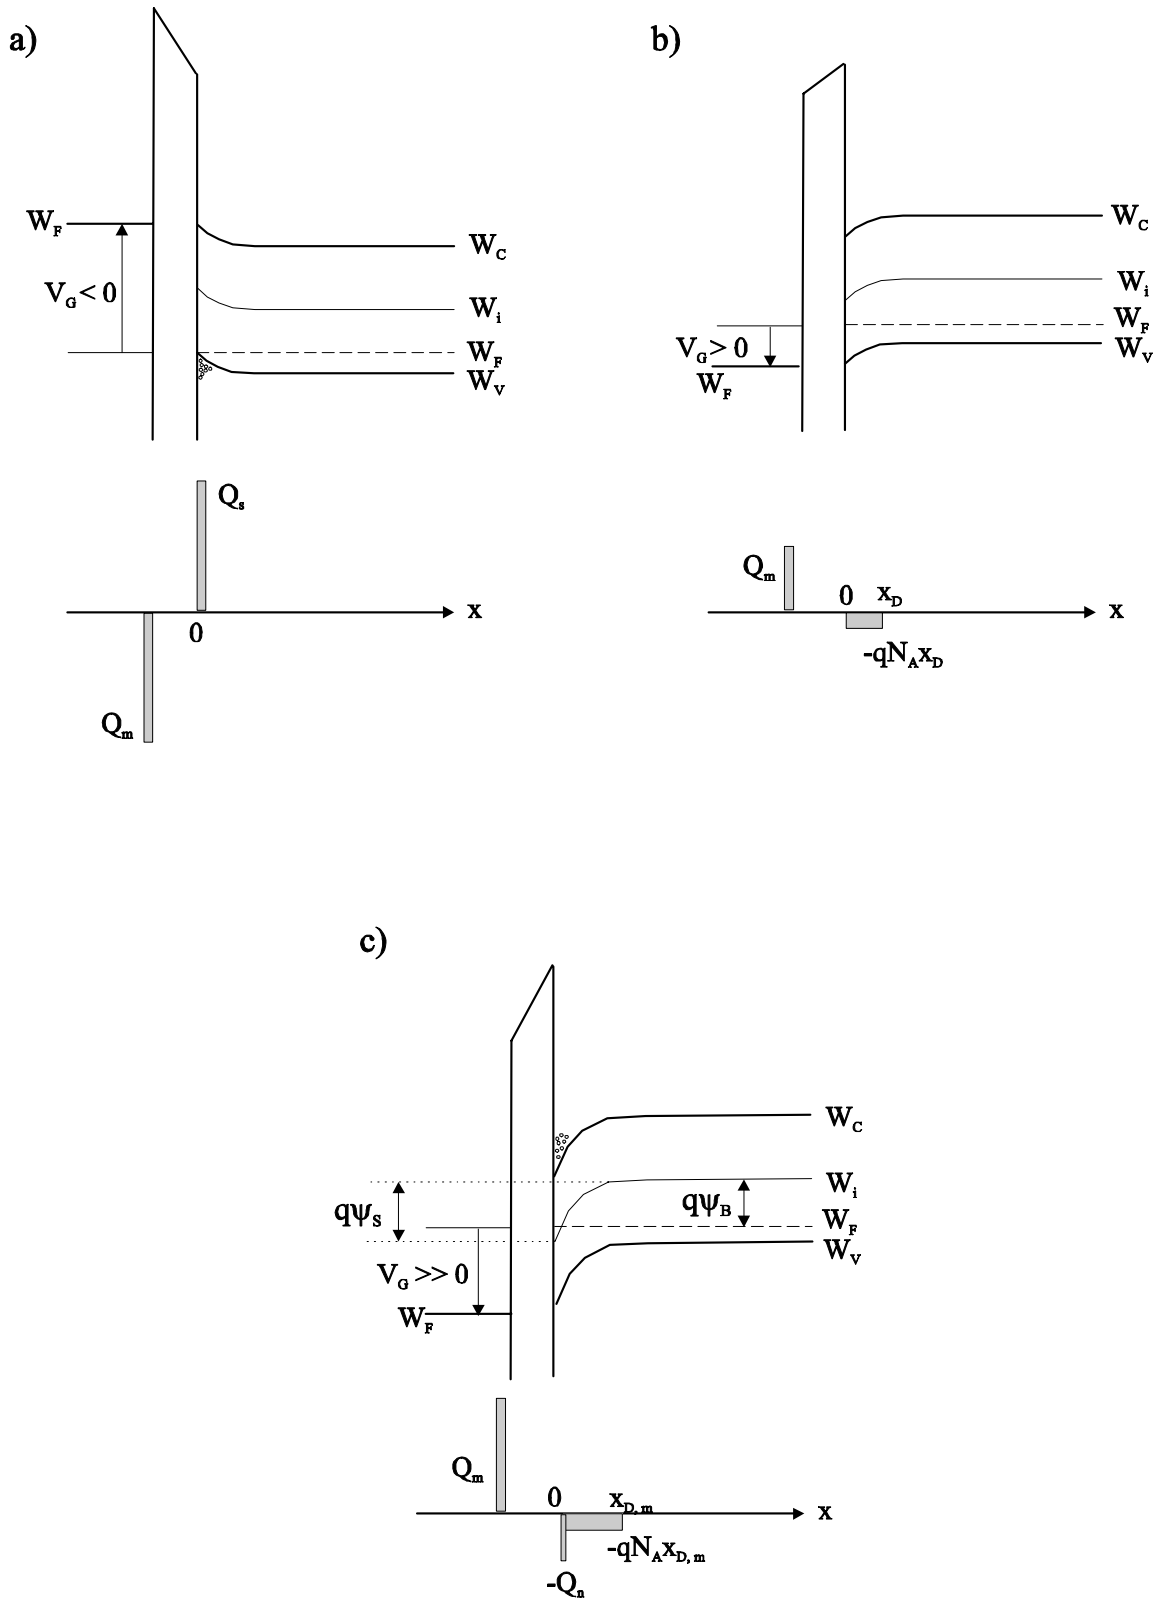 a)
W_F
V_G < 0
W_C
W_i
W_F
W_V
Q_s
x
0
Q_m
b)
W_C
W_i
W_F
V_G > 0
W_V
W_F
Q_m
0 x_D
x
-qN_Ax_D
c)
W_C
W_i
qψ_S
qψ_B
W_F
W_V
V_G >> 0
W_F
Q_m
0 x_D, m
x
-qN_Ax_D, m
-Q_n